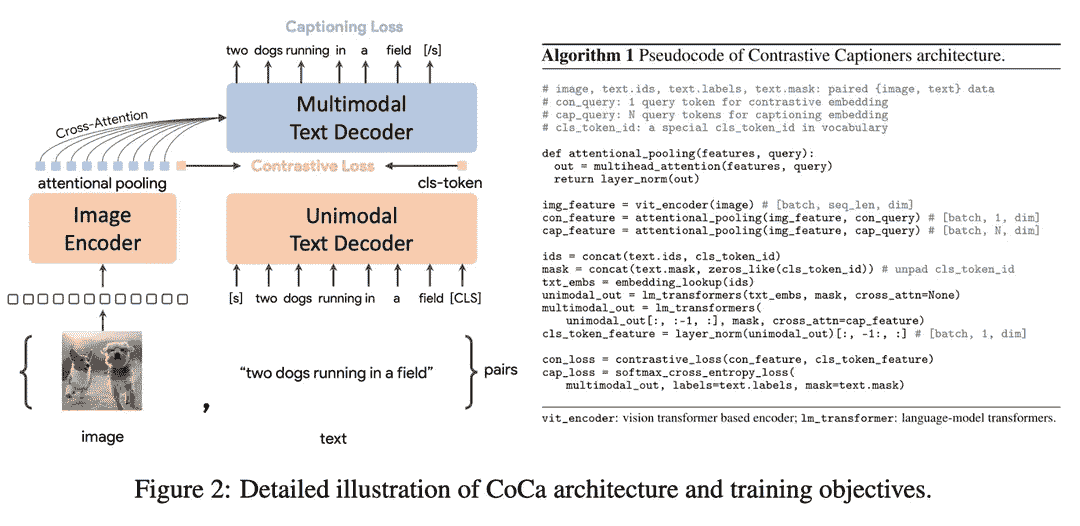 Captioning Loss
two dogs running in a field [/s]
Multimodal
Text Decoder
Cross-Attention
Contrastive Loss
attentional pooling
cls-token
Image
Encoder
Unimodal
Text Decoder
[s] two dogs running in a field [CLS]
“two dogs running in a field”
pairs
,
image
text
Algorithm 1 Pseudocode of Contrastive Captioners architecture.
# image, text.ids, text.labels, text.mask: paired {image, text} data
# con_query: 1 query token for contrastive embedding
# cap_query: N query tokens for captioning embedding
# cls_token_id: a special cls_token_id in vocabulary
def attentional_pooling(features, query):
  out = multihead_attention(features, query)
  return layer_norm(out)
img_feature = vit_encoder(image) # [batch, seq_len, dim]
con_feature = attentional_pooling(img_feature, con_query) # [batch, 1, dim]
cap_feature = attentional_pooling(img_feature, cap_query) # [batch, N, dim]
ids = concat(text.ids, cls_token_id)
mask = concat(text.mask, zeros_like(cls_token_id)) # unpad cls_token_id
txt_embs = embedding_lookup(ids)
unimodal_out = lm_transformers(txt_embs, mask, cross_attn=None)
multimodal_out = lm_transformers(
    unimodal_out[:, :-1, :], mask, cross_attn=cap_feature)
cls_token_feature = layer_norm(unimodal_out)[:, -1:, :] # [batch, 1, dim]
con_loss = contrastive_loss(con_feature, cls_token_feature)
cap_loss = softmax_cross_entropy_loss(
    multimodal_out, labels=text.labels, mask=text.mask)
vit_encoder: vision transformer based encoder; lm_transformer: language-model transformers.
Figure 2: Detailed illustration of CoCa architecture and training objectives.